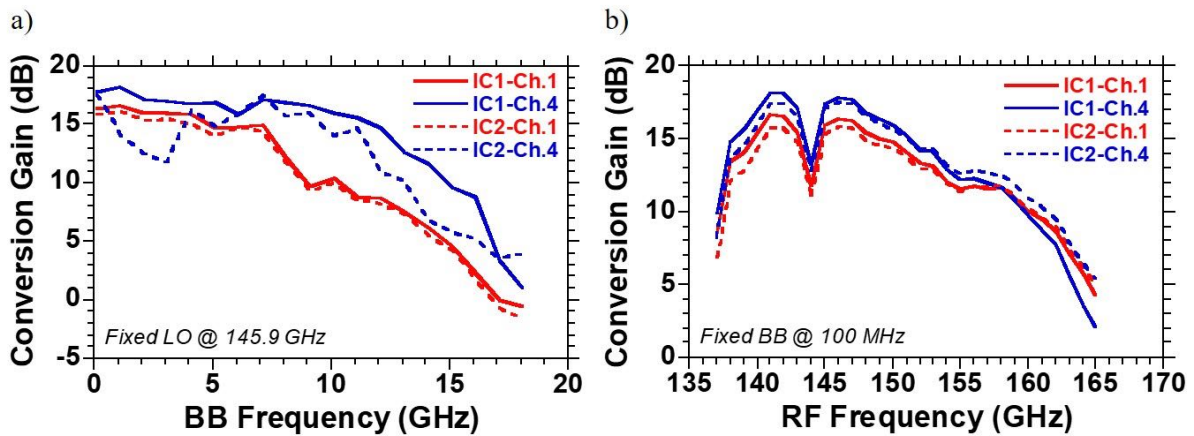 a)
20
15
10
5
0
-5
Conversion Gain (dB)
IC1-Ch.1
IC1-Ch.4
IC2-Ch.1
IC2-Ch.4
Fixed LO @ 145.9 GHz
0 5 10 15 20
BB Frequency (GHz)
b)
20
15
10
5
0
Conversion Gain (dB)
IC1-Ch.1
IC1-Ch.4
IC2-Ch.1
IC2-Ch.4
Fixed BB @ 100 MHz
135 140 145 150 155 160 165 170
RF Frequency (GHz)